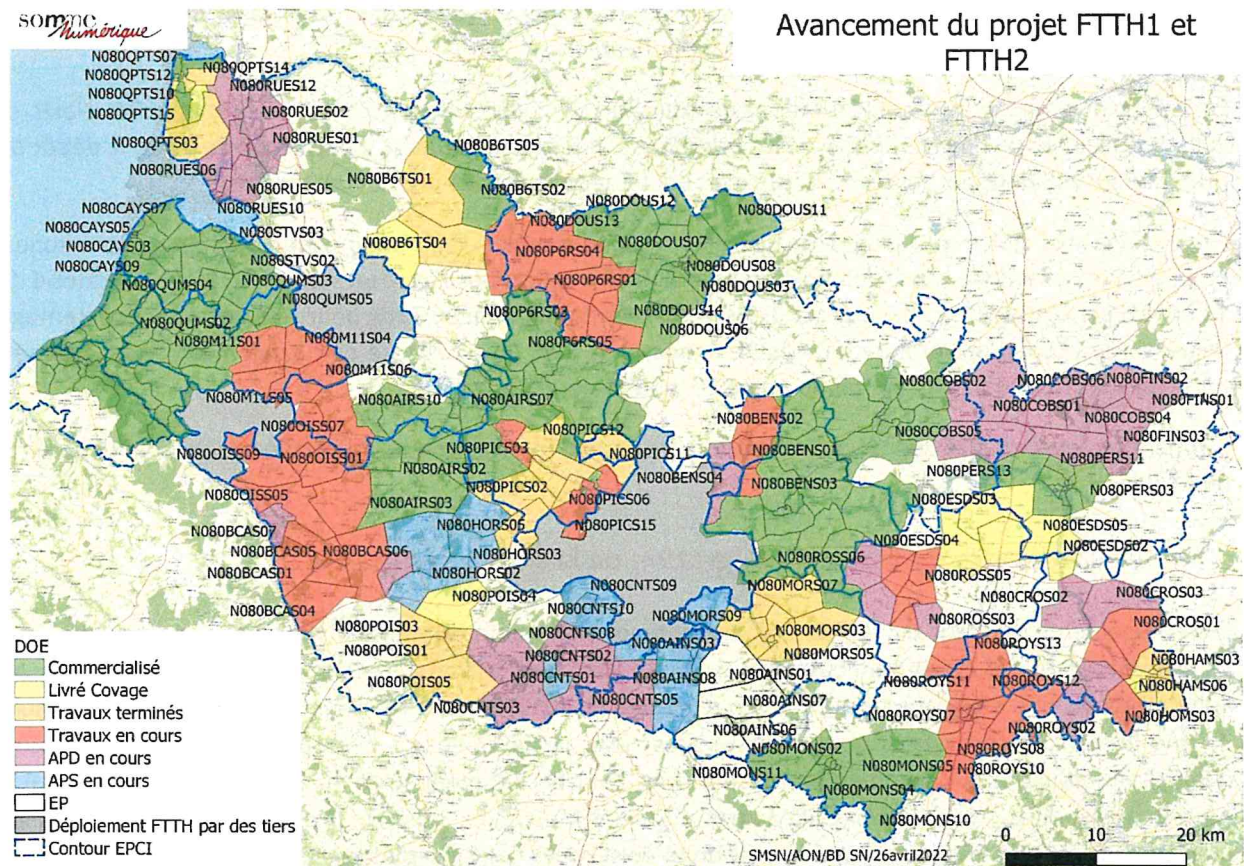 somme
numérique
Avancement du projet FTTH1 et
FTTH2
N080QPTS07
N080QPTS14
N080QPTS12
N080RUES12
N080QPTS10
N080RUES02
N080QPTS15
N080RUES01
N080QPTS03
N080B6TS05
N080RUES06
N080B6TS01
N080RUES05
N080B6TS02
N080DOUS12
N080DOUS11
N080CAYS07
N080RUES10
N080DOUS13
N080CAYS05
N080STVS03
N080B6TS04
N080DOUS07
N080CAYS03
N080STVS02
N080P6RS04
N080DOUS08
N080CAYS09
N080QUMS03
N080P6RS01
N080DOUS03
N080QUMS04
N080QUMS05
N080P6RS03
N080DOUS14
N080QUMS02
N080M11S04
N080DOUS06
N080M11S01
N080P6RS05
N080M11S06
N080COBS02
N080COBS06
N080FINS02
N080M11S05
N080AIRS10
N080AIRS07
N080BENS02
N080COBS01
N080FINS01
N080OISS07
N080PICS12
N080COBS04
N080COBS05
N080FINS03
N080OISS09
N080OISS01
N080PICS03
N080PICS11
N080BENS01
N080PERS11
N080AIRS02
N080PICS02
N080BENS04
N080BENS03
N080PERS13
N080OISS05
N080AIRS03
N080PICS06
N080ESDS03
N080PERS03
N080BCAS07
N080HORS06
N080PICS15
N080ESDS05
N080BCAS05
N080BCAS06
N080HORS03
N080ROSS06
N080ESDS04
N080ESDS02
N080BCAS01
N080HORS02
N080CNTS09
N080MORS07
N080ROSS05
N080BCAS04
N080POIS04
N080CNTS10
N080MORS09
N080CROS02
N080CROS03
N080POIS03
N080CNTS08
N080AINS03
N080MORS03
N080ROSS03
N080CROS01
N080POIS01
N080CNTS02
N080MORS05
N080ROYS13
N080HAMS03
N080POIS05
N080CNTS01
N080AINS08
N080AINS01
N080ROYS11
N080ROYS12
N080HAMS06
N080CNTS03
N080CNTS05
N080AINS07
N080ROYS07
N080ROYS02
N080HOMS03
N080AINS06
N080MONS02
N080ROYS08
N080MONS11
N080MONS05
N080ROYS10
N080MONS04
N080MONS10
DOE
Commercialisé
Livré Covage
Travaux terminés
Travaux en cours
APD en cours
APS en cours
EP
Déploiement FTTH par des tiers
Contour EPCI
0 10 20 km
SMSN/AON/BD SN/26avril2022